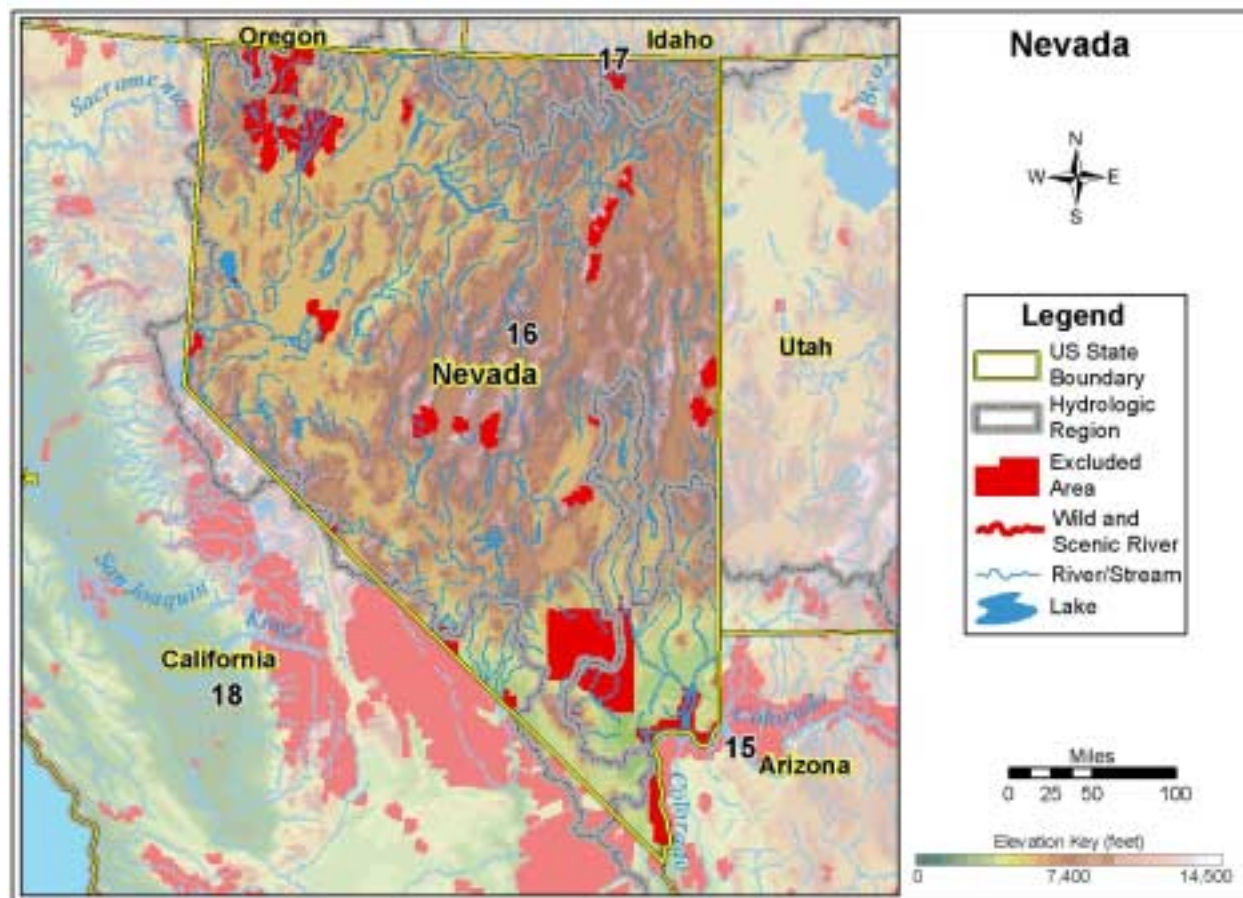 Nevada
Oregon
Idaho
17
Sacramento
Bear
N
W E
S
16
Nevada
Utah
Legend
US State
Boundary
Hydrologic
Region
Excluded
Area
Wild and
Scenic River
River/Stream
Lake
San Joaquin
Kings
California
18
Colorado
15
Arizona
Colorado
Miles
0 25 50 100
Elevation Key (feet)
0 7,400 14,500